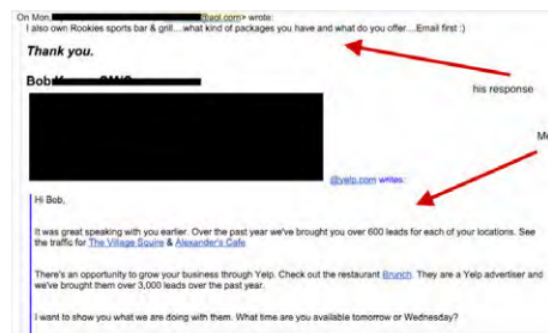 On Mon, @aol.com> wrote:
I also own Rookies sports bar & grill....what kind of packages you have and what do you offer....Email first :)
Thank you.
Bob
his response
Me
@yelp.com writes:
Hi Bob,
It was great speaking with you earlier. Over the past year we've brought you over 600 leads for each of your locations. See
the traffic for The Village Squire & Alexander's Cafe
There's an opportunity to grow your business through Yelp. Check out the restaurant Brunch. They are a Yelp advertiser and
we've brought them over 3,000 leads over the past year.
I want to show you what we are doing with them. What time are you available tomorrow or Wednesday?